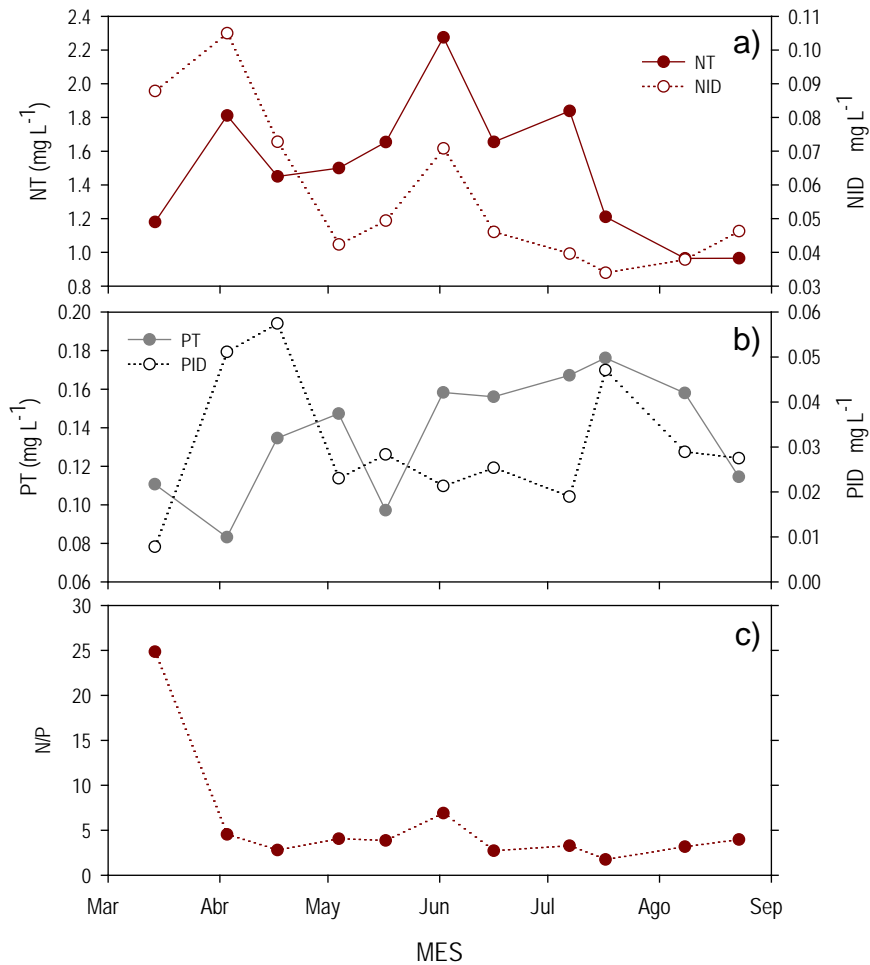 2.4
2.2
2.0
1.8
1.6
1.4
1.2
1.0
0.8
NT (mg L-1)
a)
NT
NID
0.11
0.10
0.09
0.08
0.07
0.06
0.05
0.04
0.03
NID mg L-1
0.20
0.18
0.16
0.14
0.12
0.10
0.08
0.06
PT (mg L-1)
b)
PT
PID
0.06
0.05
0.04
0.03
0.02
0.01
0.00
PID mg L-1
30
25
20
15
10
5
0
N/P
c)
Mar Abr May Jun Jul Ago Sep
MES